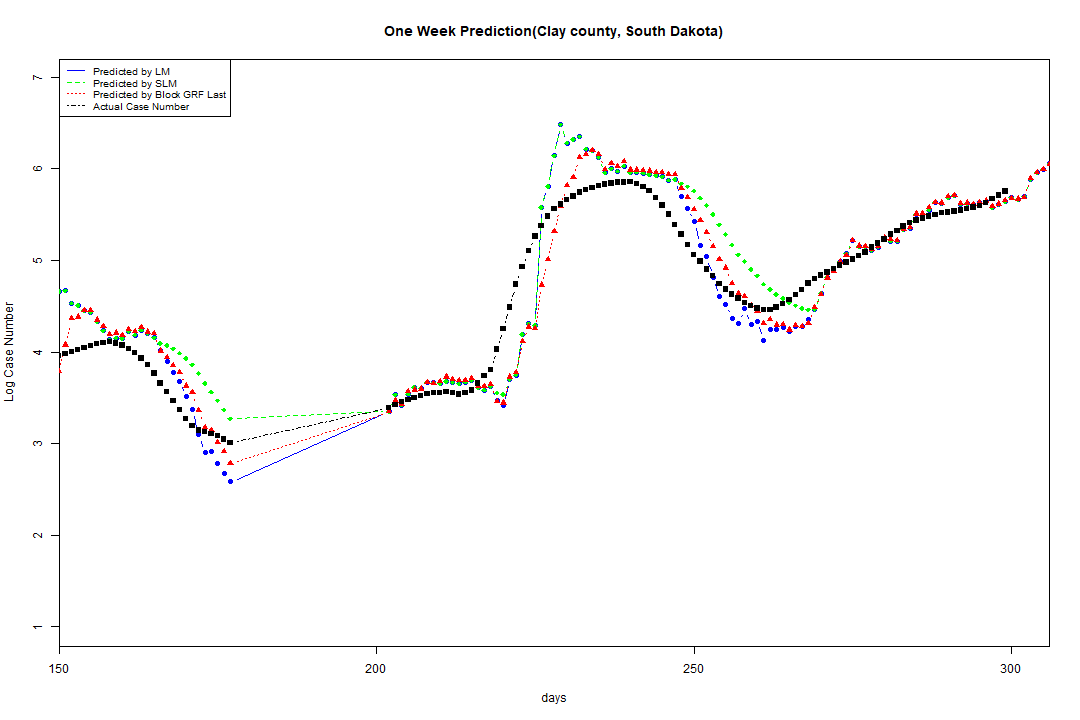 One Week Prediction(Clay county, South Dakota)
Predicted by LM
Predicted by SLM
Predicted by Block GRF Last
Actual Case Number
7
6
5
4
3
2
1
Log Case Number
150 200 250 300
days